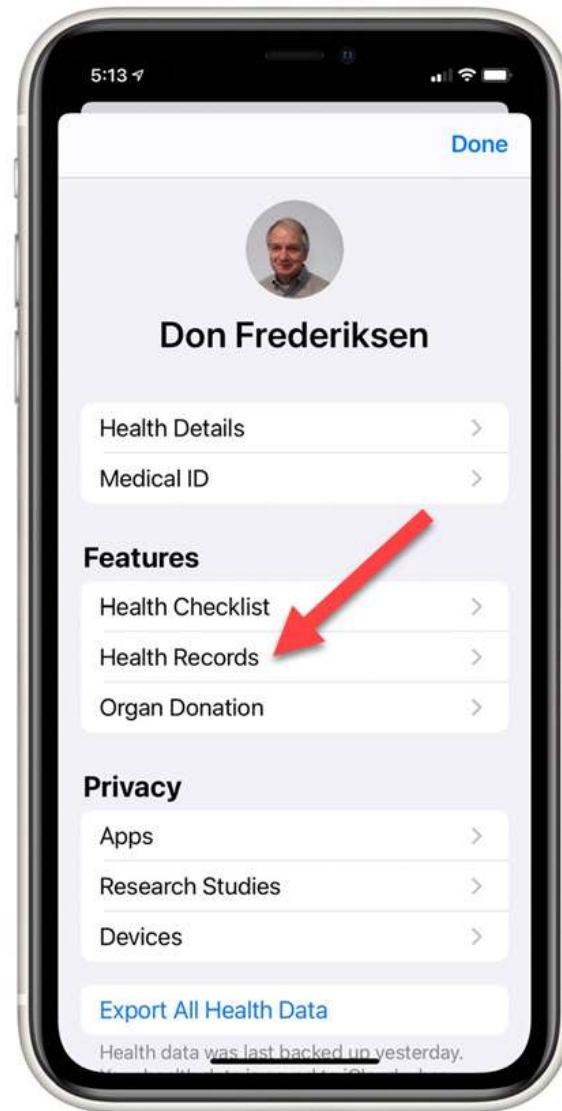 5:13
Done
Don Frederiksen
Health Details
Medical ID
Features
Health Checklist
Health Records
Organ Donation
Privacy
Apps
Research Studies
Devices
Export All Health Data
Health data was last backed up yesterday.